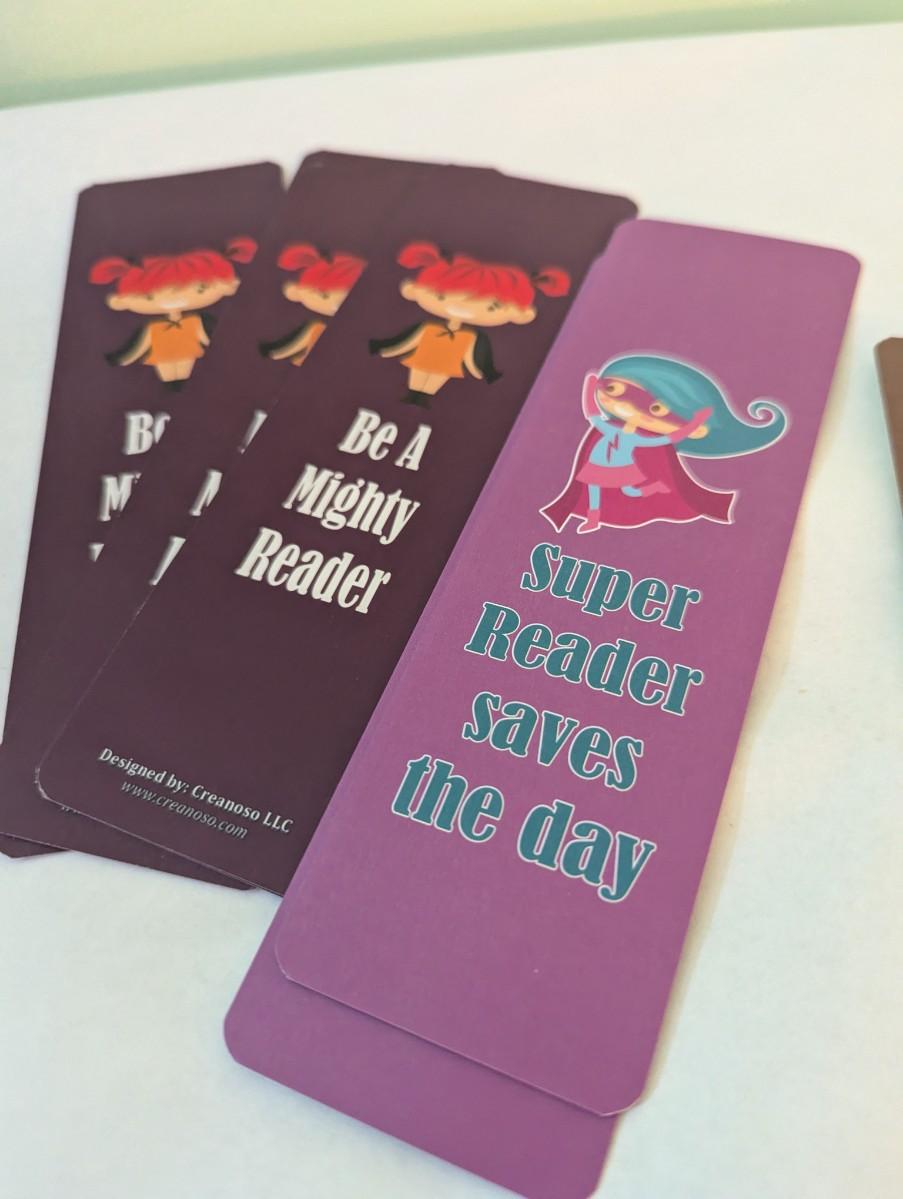 Be A
Mighty
Reader
Designed by: Creanoso LLC
www.creanoso.com
Super
Reader
saves
the day